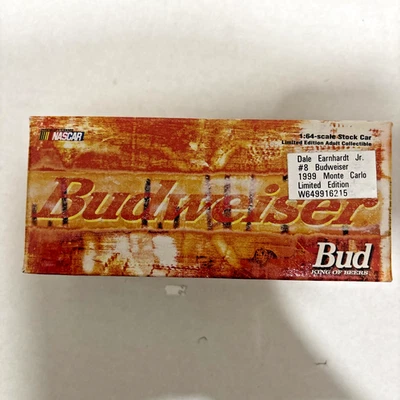 NASCAR
1:64-scale Stock Car
Limited Edition Adult Collectible
Dale Earnhardt Jr.
#8 Budweiser
1999 Monte Carlo
Limited Edition
W649916215
Budweiser
Bud
KING OF BEERS